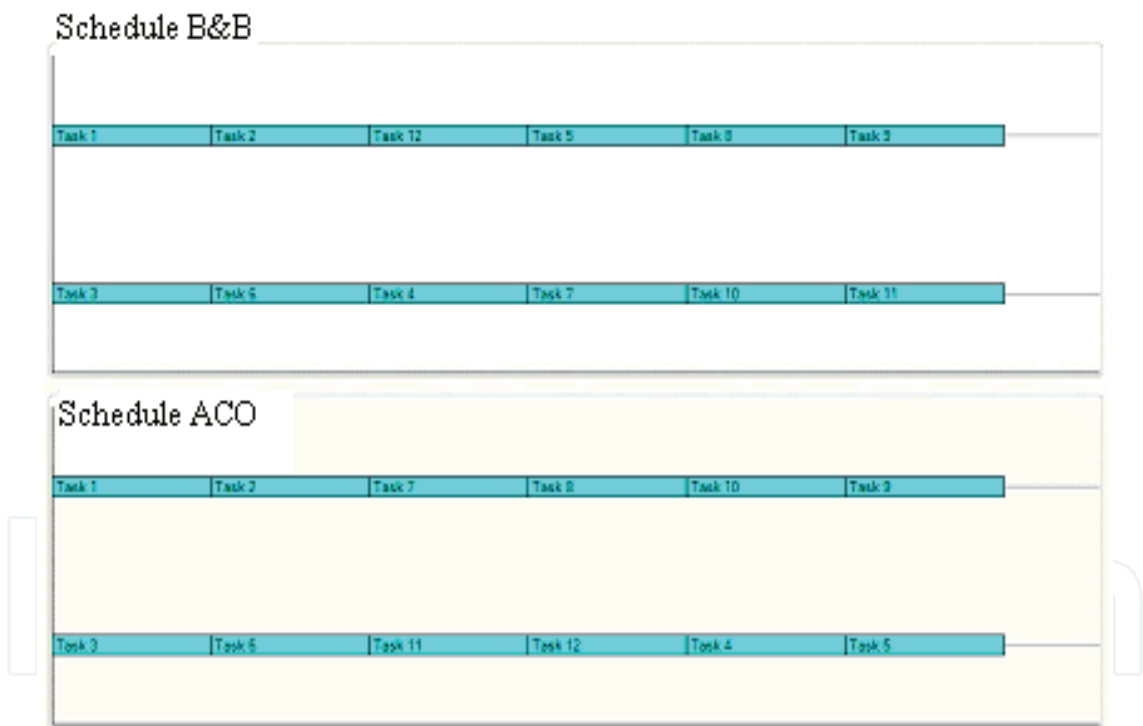 Schedule B&B
Task 1 Task 2 Task 12 Task 5 Task 8 Task 9
Task 3 Task 6 Task 4 Task 7 Task 10 Task 11
Schedule ACO
Task 1 Task 2 Task 7 Task 8 Task 10 Task 9
Task 3 Task 6 Task 11 Task 12 Task 4 Task 5